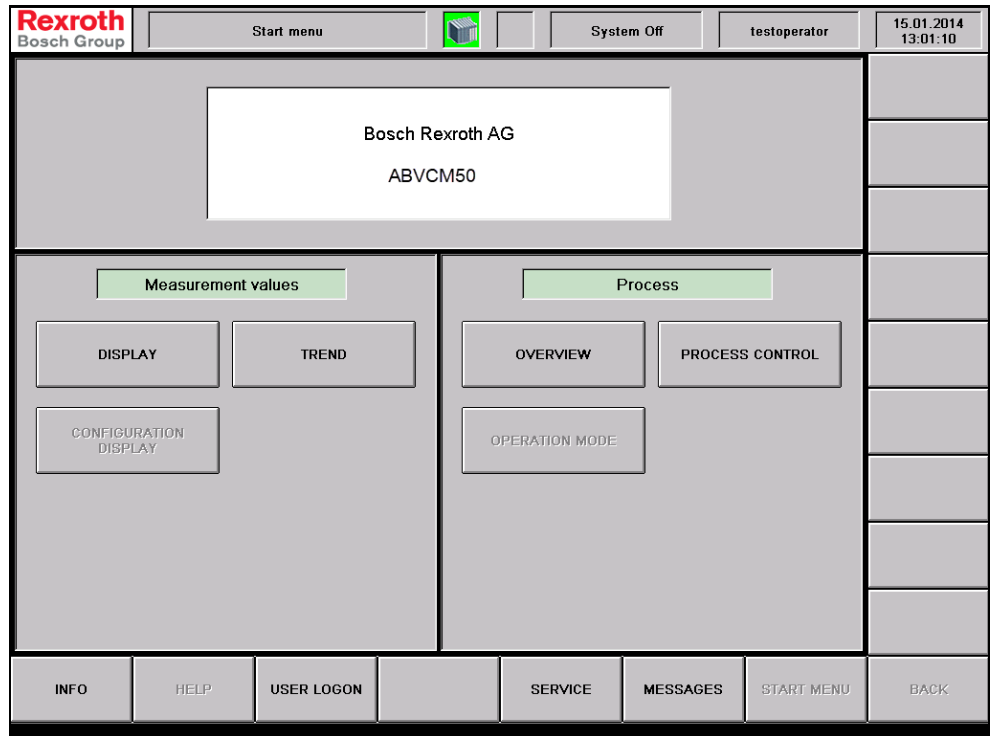 Rexroth
Bosch Group
Start menu
System Off
testoperator
15.01.2014
13:01:10
Bosch Rexroth AG
ABVCM50
Measurement values
Process
DISPLAY
TREND
OVERVIEW
PROCESS CONTROL
CONFIGURATION
DISPLAY
OPERATION MODE
INFO
HELP
USER LOGON
SERVICE
MESSAGES
START MENU
BACK